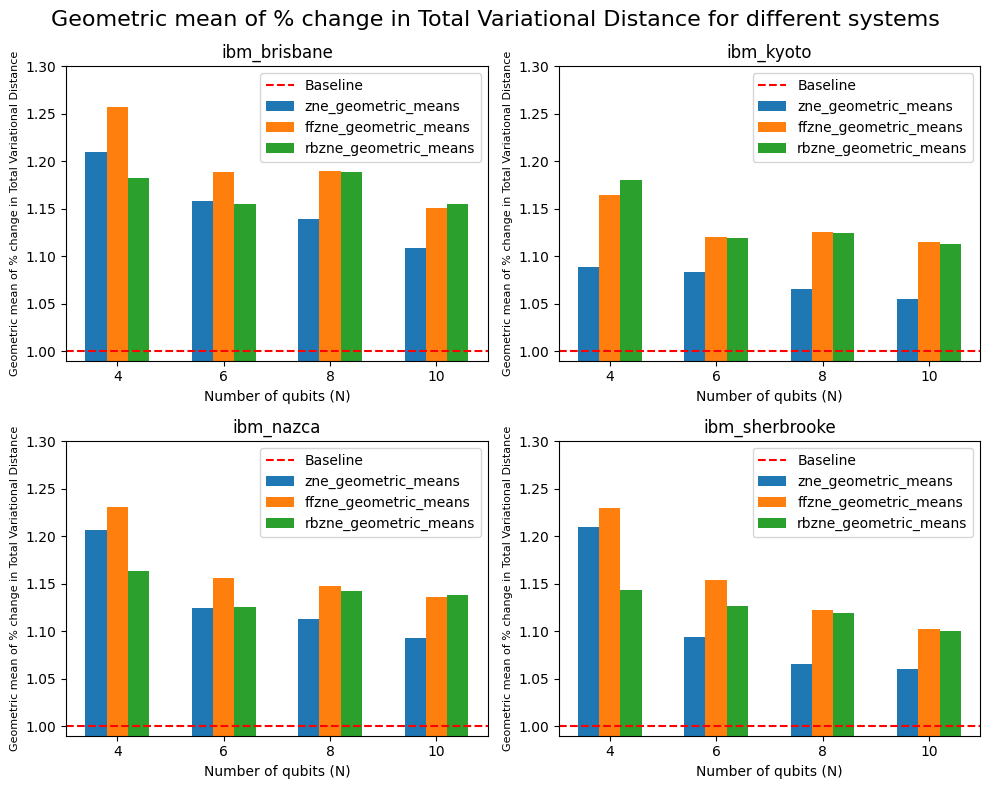 Geometric mean of % change in Total Variational Distance for different systems
ibm_brisbane
Geometric mean of % change in Total Variational Distance
1.30
1.25
1.20
1.15
1.10
1.05
1.00
Baseline
zne_geometric_means
ffzne_geometric_means
rbzne_geometric_means
4 6 8 10
Number of qubits (N)
ibm_kyoto
Geometric mean of % change in Total Variational Distance
1.30
1.25
1.20
1.15
1.10
1.05
1.00
Baseline
zne_geometric_means
ffzne_geometric_means
rbzne_geometric_means
4 6 8 10
Number of qubits (N)
ibm_nazca
Geometric mean of % change in Total Variational Distance
1.30
1.25
1.20
1.15
1.10
1.05
1.00
Baseline
zne_geometric_means
ffzne_geometric_means
rbzne_geometric_means
4 6 8 10
Number of qubits (N)
ibm_sherbrooke
Geometric mean of % change in Total Variational Distance
1.30
1.25
1.20
1.15
1.10
1.05
1.00
Baseline
zne_geometric_means
ffzne_geometric_means
rbzne_geometric_means
4 6 8 10
Number of qubits (N)